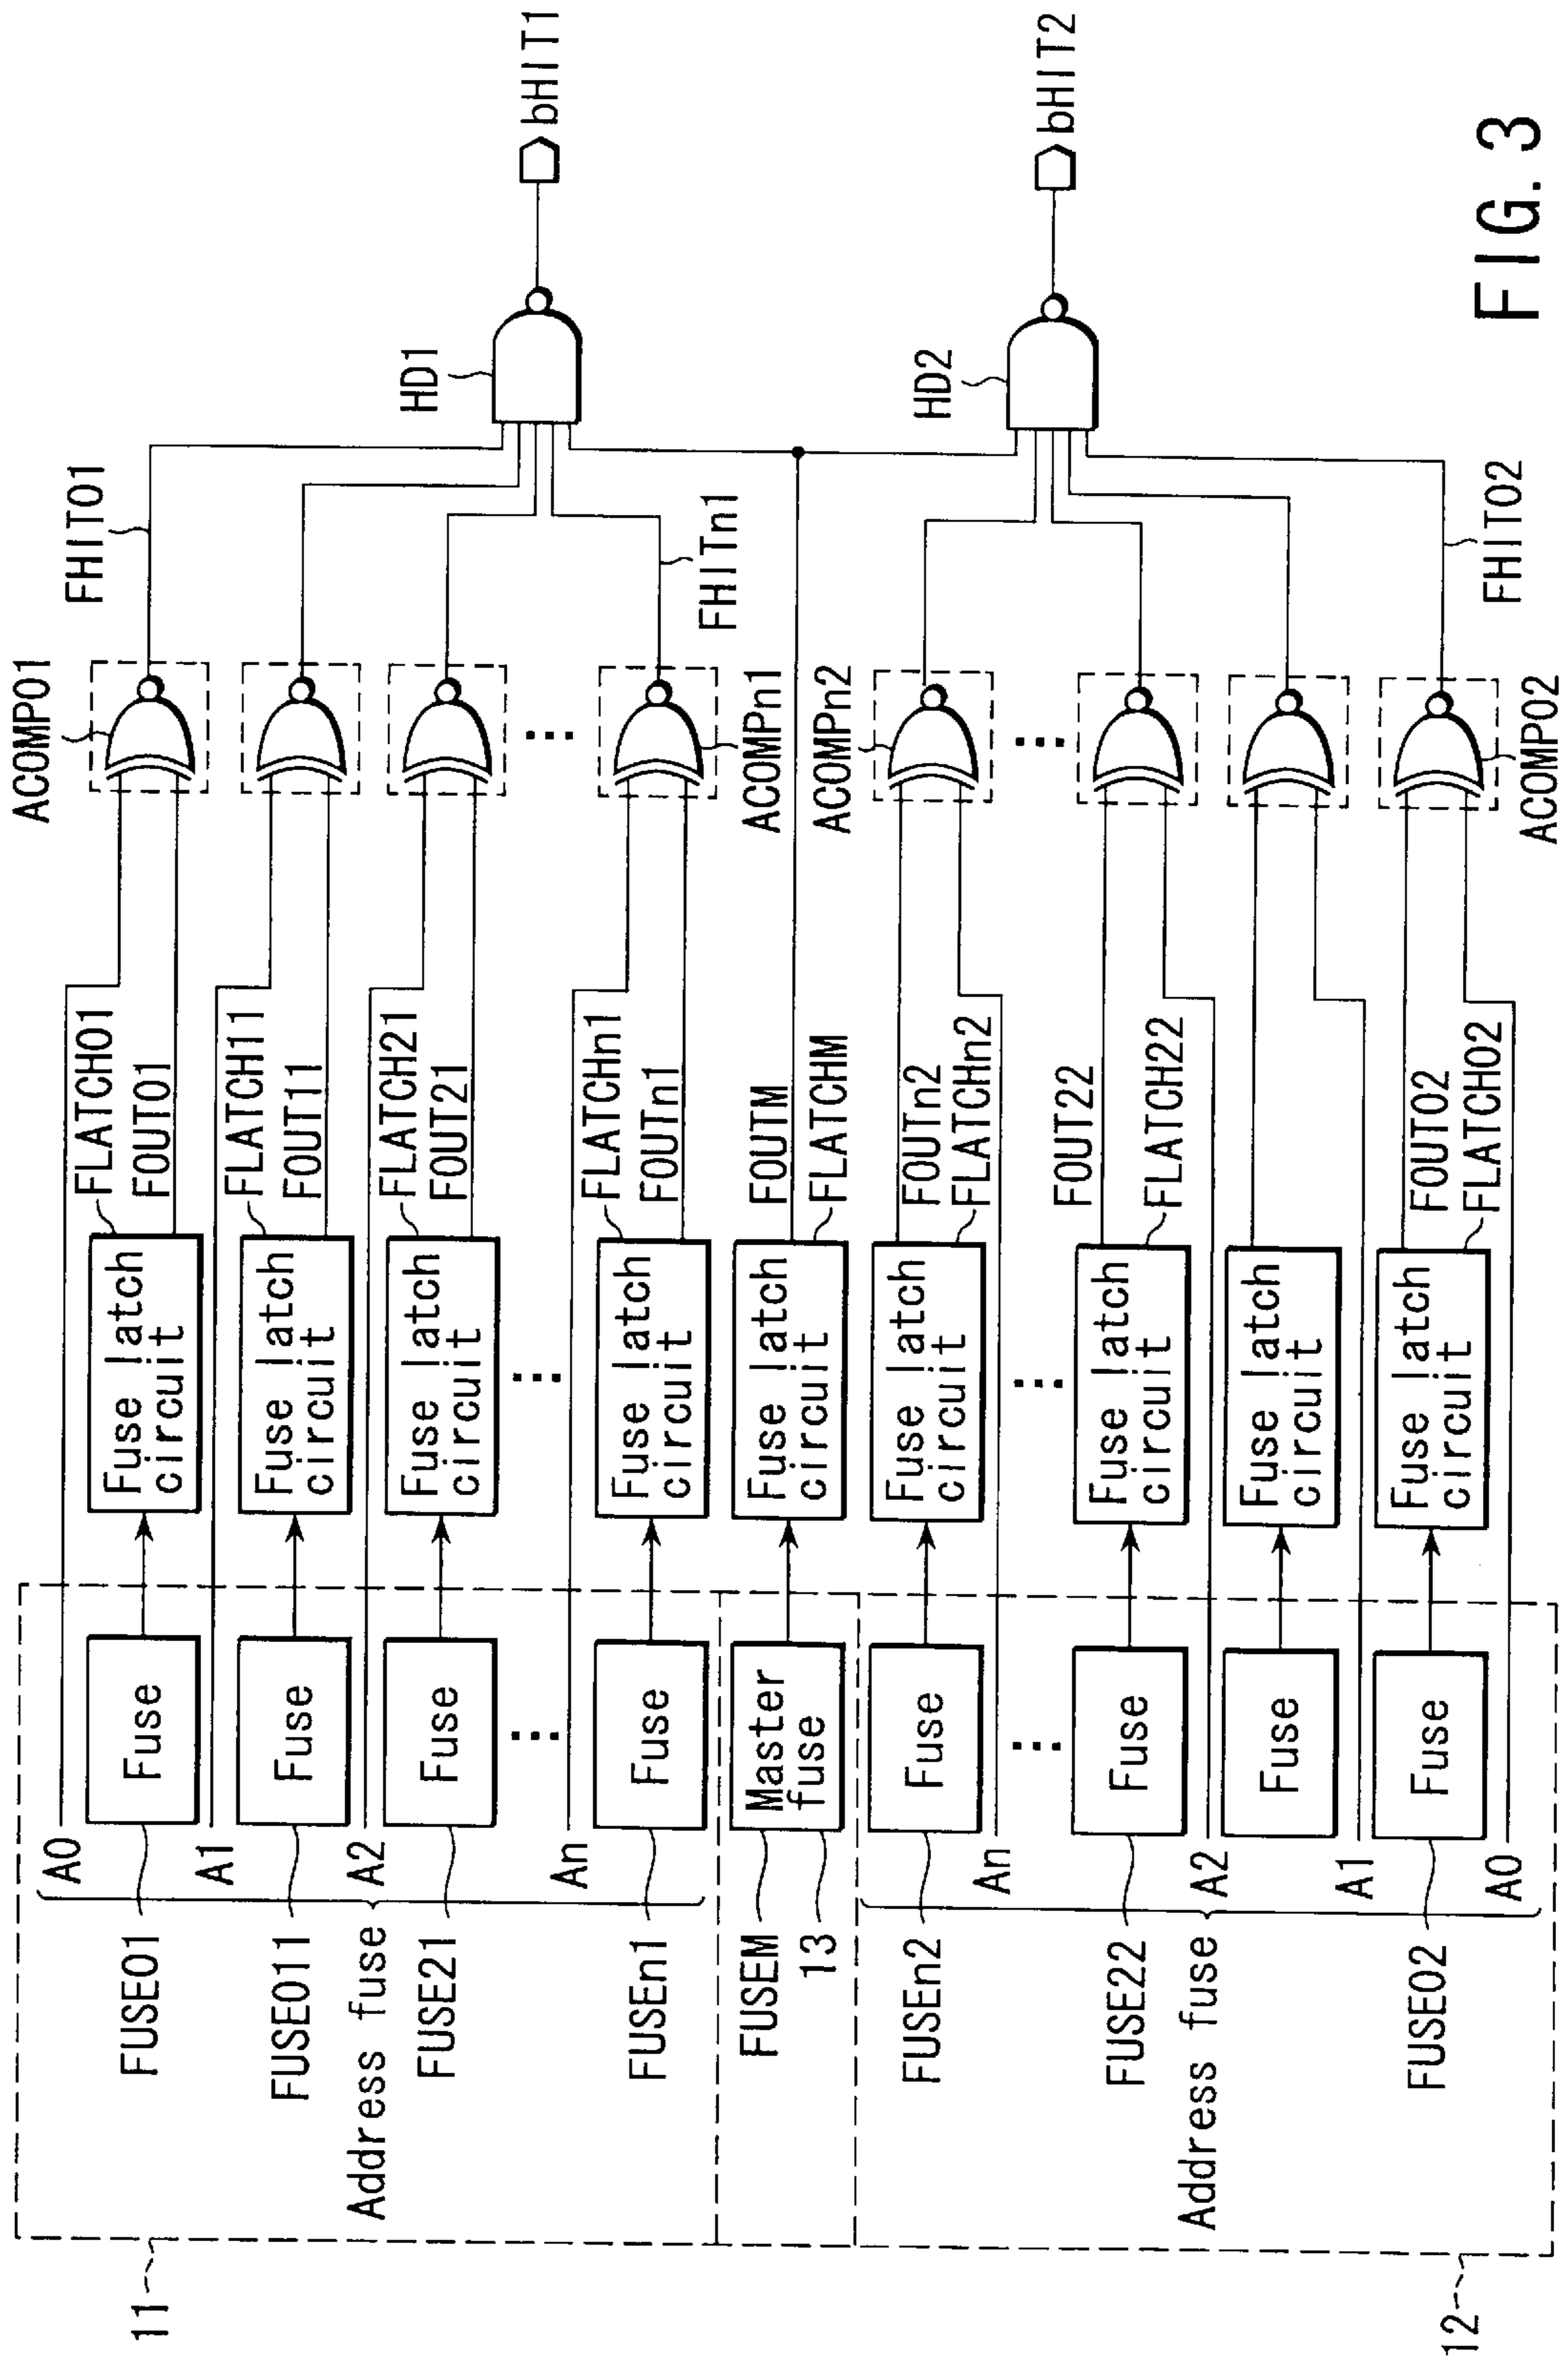 11
Address fuse
FUSE01
A0
Fuse
Fuse latch
circuit
FLATCH01
FOUT01
ACOMP01
FHIT01
FUSE011
A1
Fuse
Fuse latch
circuit
FLATCH11
FOUT11
FUSE21
A2
Fuse
Fuse latch
circuit
FLATCH21
FOUT21
HD1
bHIT1
...
...
...
FUSEn1
An
Fuse
Fuse latch
circuit
FLATCHn1
FOUTn1
ACOMPn1
FHITn1
FUSEM
13
Master
fuse
Fuse latch
circuit
FOUTM
FLATCHM
12
Address fuse
FUSEn2
Fuse
An
Fuse latch
circuit
FOUTn2
FLATCHn2
ACOMPn2
HD2
bHIT2
...
...
...
FUSE22
Fuse
A2
Fuse latch
circuit
FOUT22
FLATCH22
Fuse
A1
Fuse latch
circuit
FUSE02
Fuse
A0
Fuse latch
circuit
FOUT02
FLATCH02
ACOMP02
FHIT02
FIG. 3